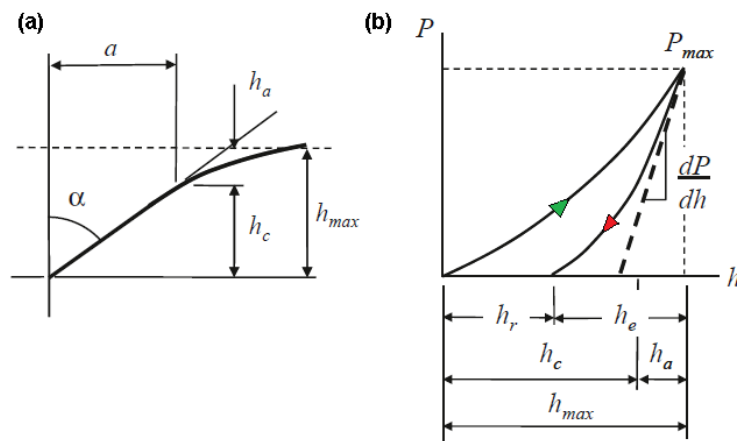 (a)
a
h_a
α
h_c
h_max
(b)
P
P_max
dP
dh
h
h_r
h_e
h_c
h_a
h_max